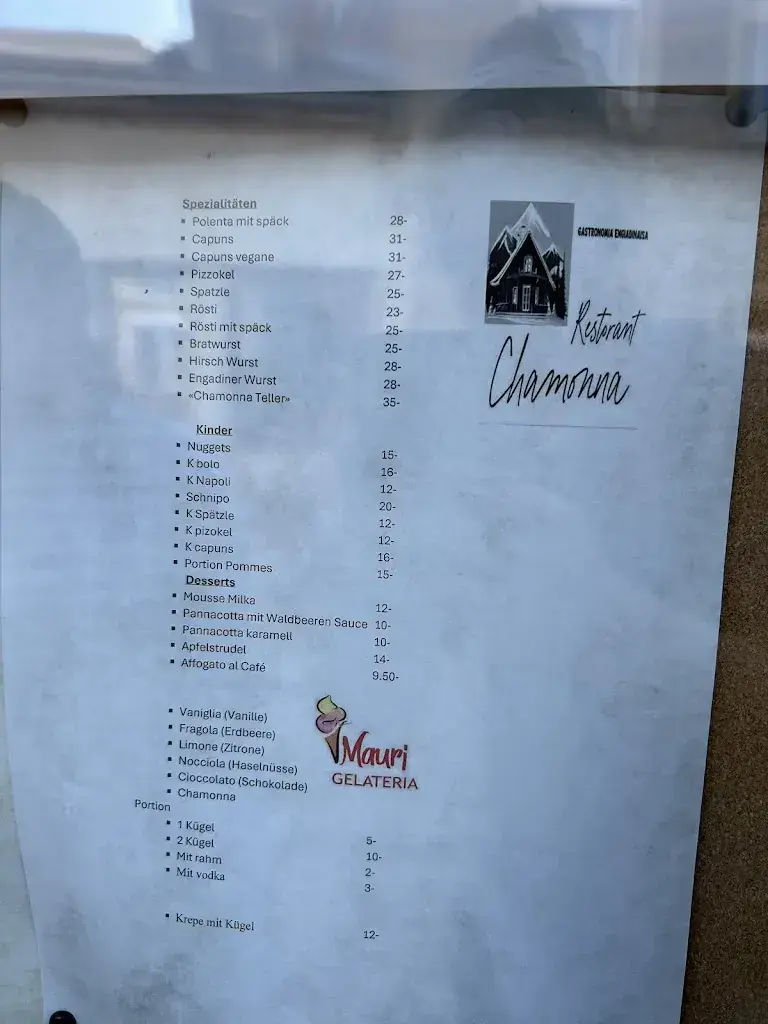 Spezialitäten
▪ Polenta mit späck 28-
▪ Capuns 31-
▪ Capuns vegane 31-
▪ Pizzokel 27-
▪ Spatzle 25-
▪ Rösti 23-
▪ Rösti mit späck 25-
▪ Bratwurst 25-
▪ Hirsch Wurst 28-
▪ Engadiner Wurst 28-
▪ «Chamonna Teller» 35-
GASTRONOMIA ENGIADINAISA
Restorant
Chamonna
Kinder
▪ Nuggets 15-
▪ K bolo 16-
▪ K Napoli 12-
▪ Schnipo 20-
▪ K Spätzle 12-
▪ K pizokel 12-
▪ K capuns 16-
▪ Portion Pommes 15-
Desserts
▪ Mousse Milka 12-
▪ Pannacotta mit Waldbeeren Sauce 10-
▪ Pannacotta karamell 10-
▪ Apfelstrudel 14-
▪ Affogato al Café 9.50-
▪ Vaniglia (Vanille)
▪ Fragola (Erdbeere)
▪ Limone (Zitrone)
▪ Nocciola (Haselnüsse)
▪ Cioccolato (Schokolade)
▪ Chamonna
Mauri
GELATERIA
Portion
▪ 1 Kügel 5-
▪ 2 Kügel 10-
▪ Mit rahm 2-
▪ Mit vodka 3-
▪ Krepe mit Kügel 12-